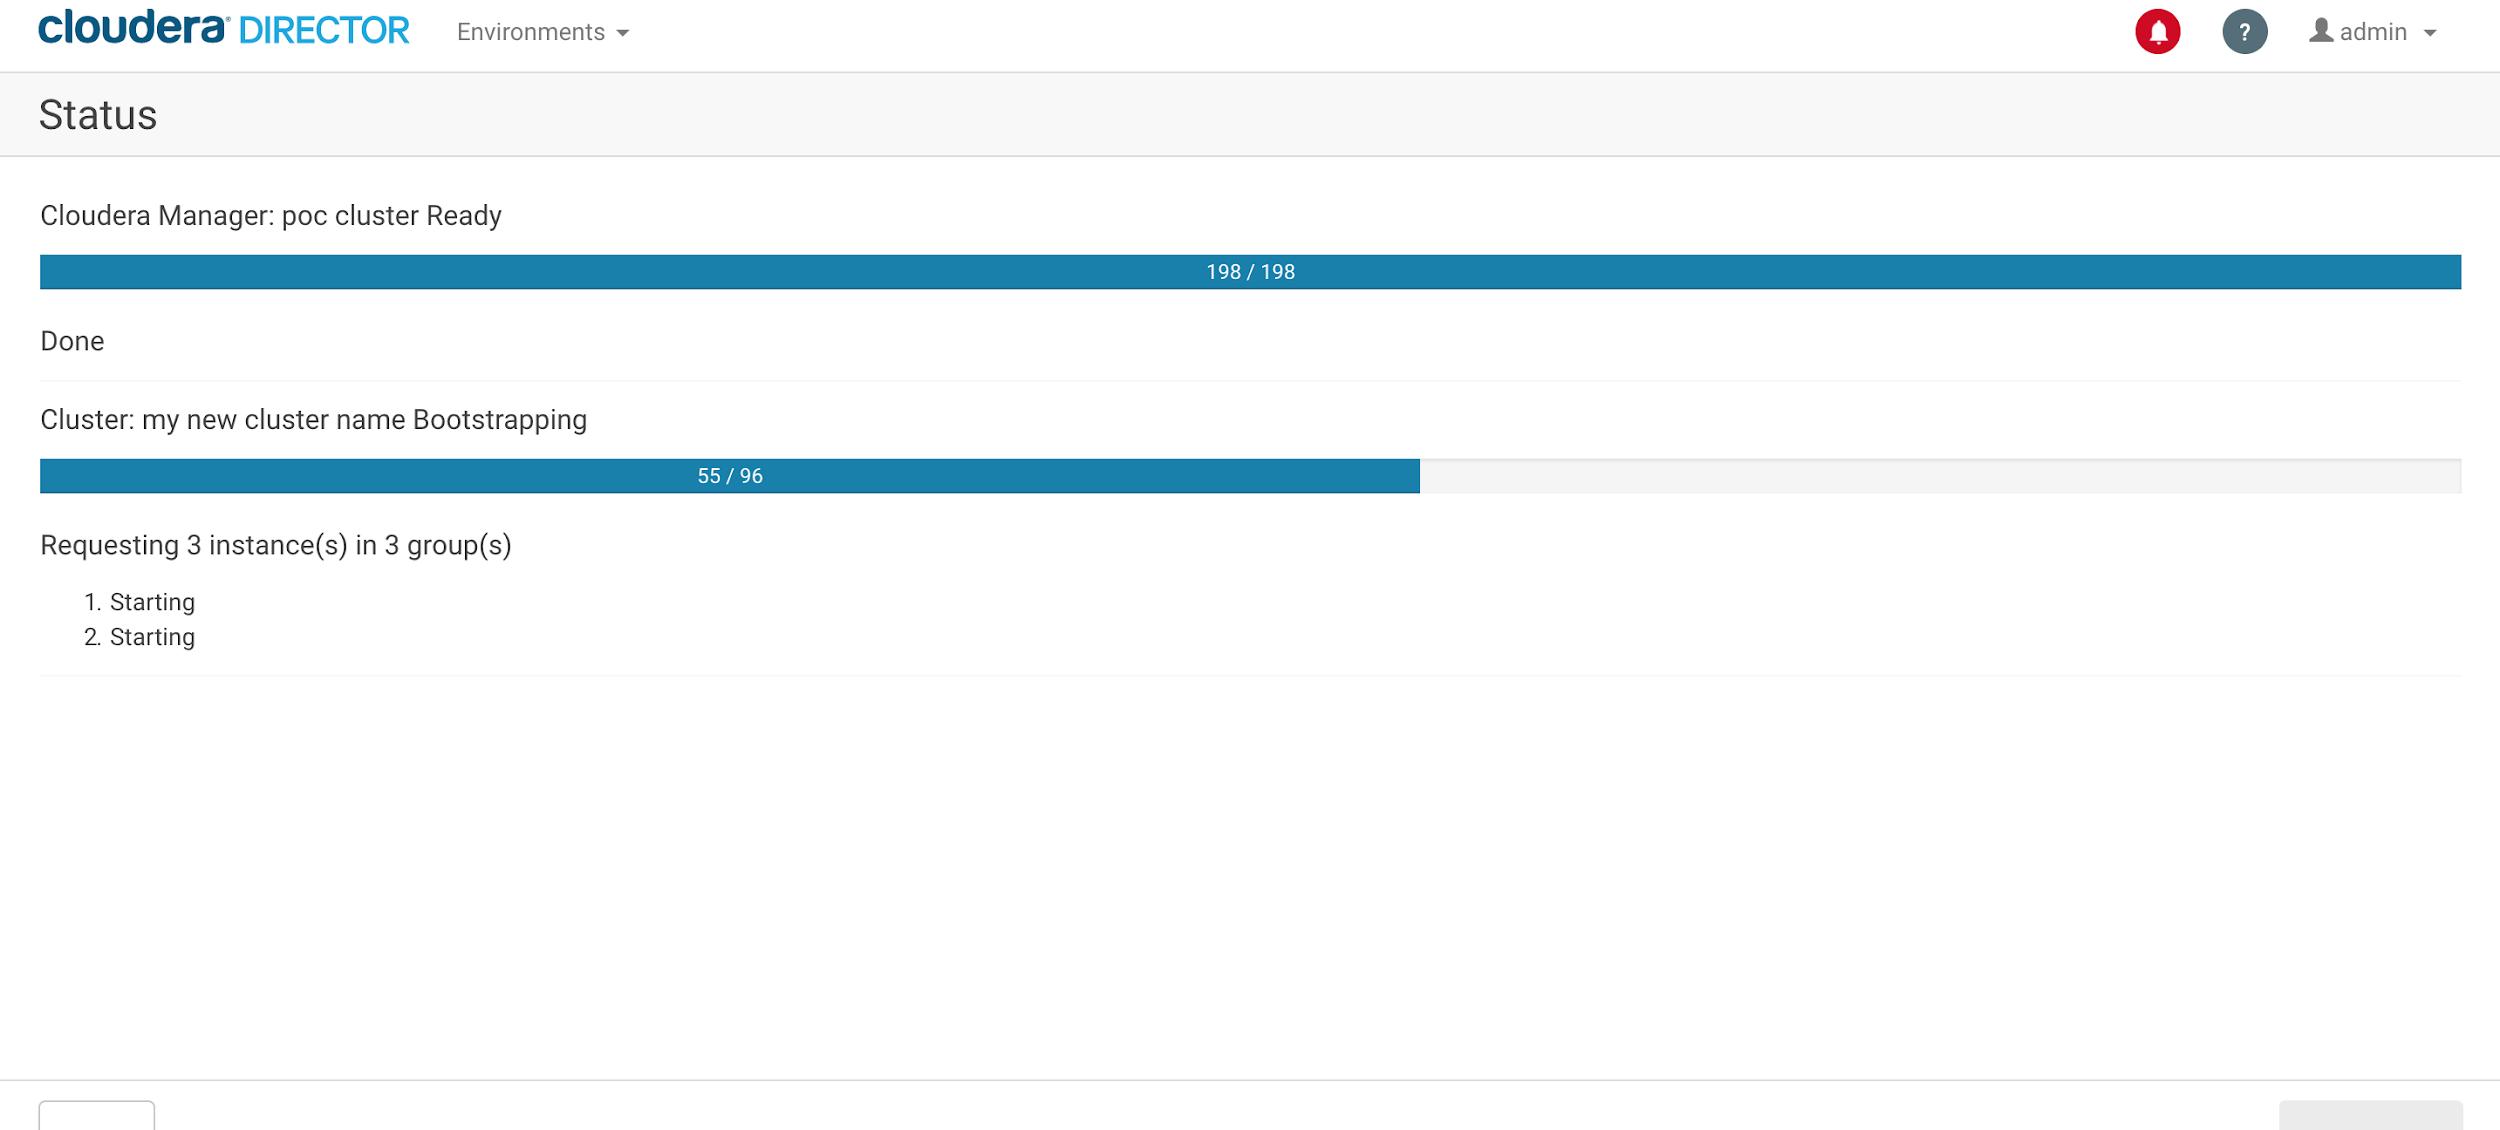 cloudera® DIRECTOR Environments ? admin
Status
Cloudera Manager: poc cluster Ready
198 / 198
Done
Cluster: my new cluster name Bootstrapping
55 / 96
Requesting 3 instance(s) in 3 group(s)
1. Starting
2. Starting